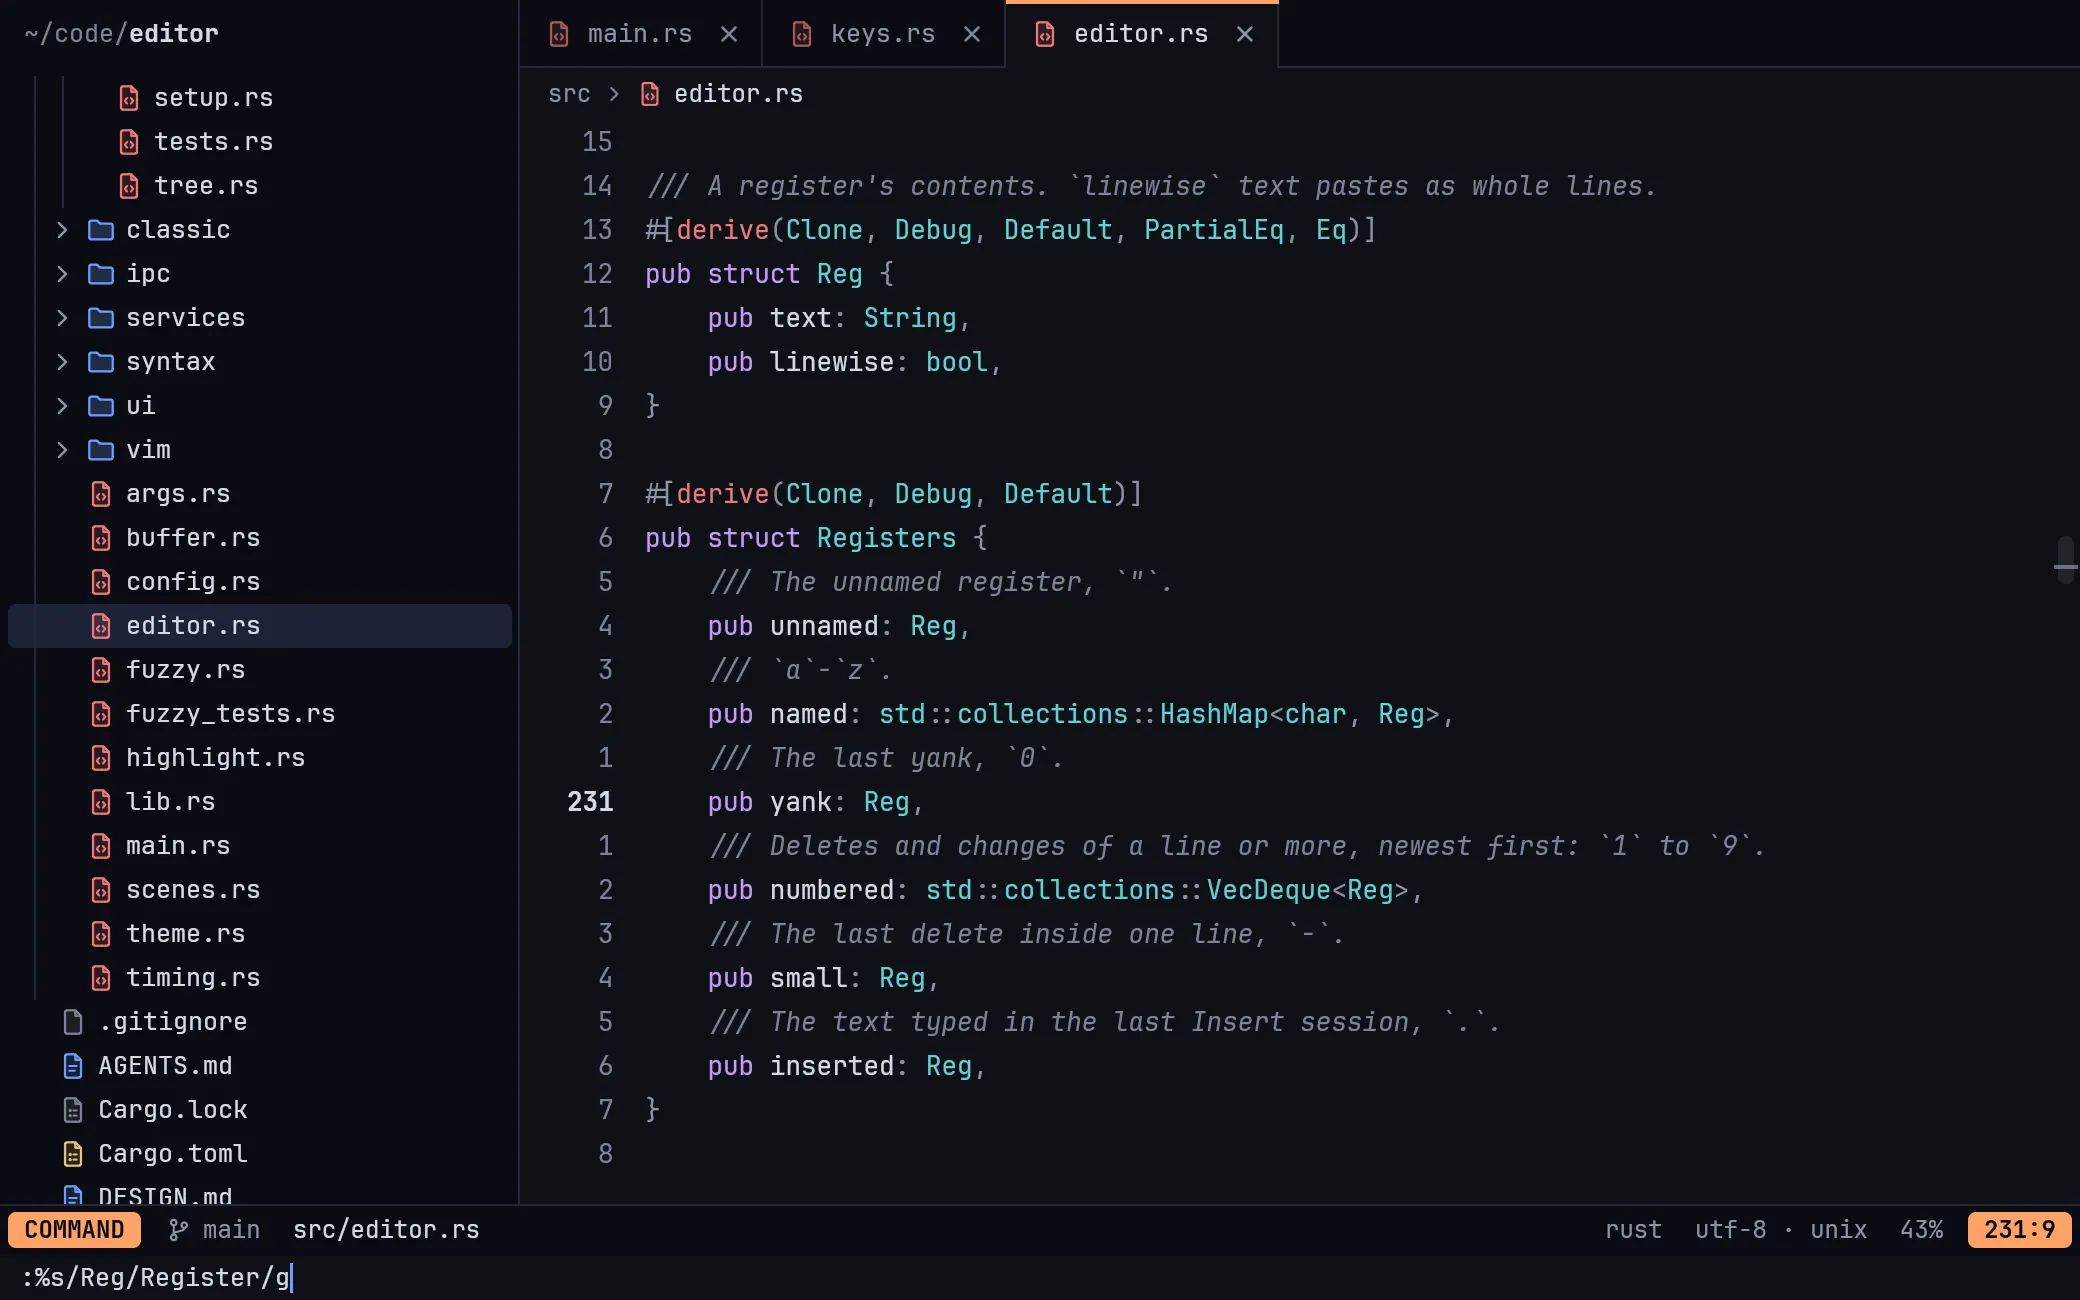 ~/code/editor
setup.rs
tests.rs
tree.rs
classic
ipc
services
syntax
ui
vim
args.rs
buffer.rs
config.rs
editor.rs
fuzzy.rs
fuzzy_tests.rs
highlight.rs
lib.rs
main.rs
scenes.rs
theme.rs
timing.rs
.gitignore
AGENTS.md
Cargo.lock
Cargo.toml
DESIGN.md
main.rs keys.rs editor.rs
src > editor.rs
15
14 /// A register's contents. `linewise` text pastes as whole lines.
13 #[derive(Clone, Debug, Default, PartialEq, Eq)]
12 pub struct Reg {
11     pub text: String,
10     pub linewise: bool,
9 }
8
7 #[derive(Clone, Debug, Default)]
6 pub struct Registers {
5     /// The unnamed register, `"`.
4     pub unnamed: Reg,
3     /// `a`-`z`.
2     pub named: std::collections::HashMap<char, Reg>,
1     /// The last yank, `0`.
231     pub yank: Reg,
1     /// Deletes and changes of a line or more, newest first: `1` to `9`.
2     pub numbered: std::collections::VecDeque<Reg>,
3     /// The last delete inside one line, `-`.
4     pub small: Reg,
5     /// The text typed in the last Insert session, `.`.
6     pub inserted: Reg,
7 }
8
COMMAND main src/editor.rs rust utf-8 · unix 43% 231:9
:%s/Reg/Register/g